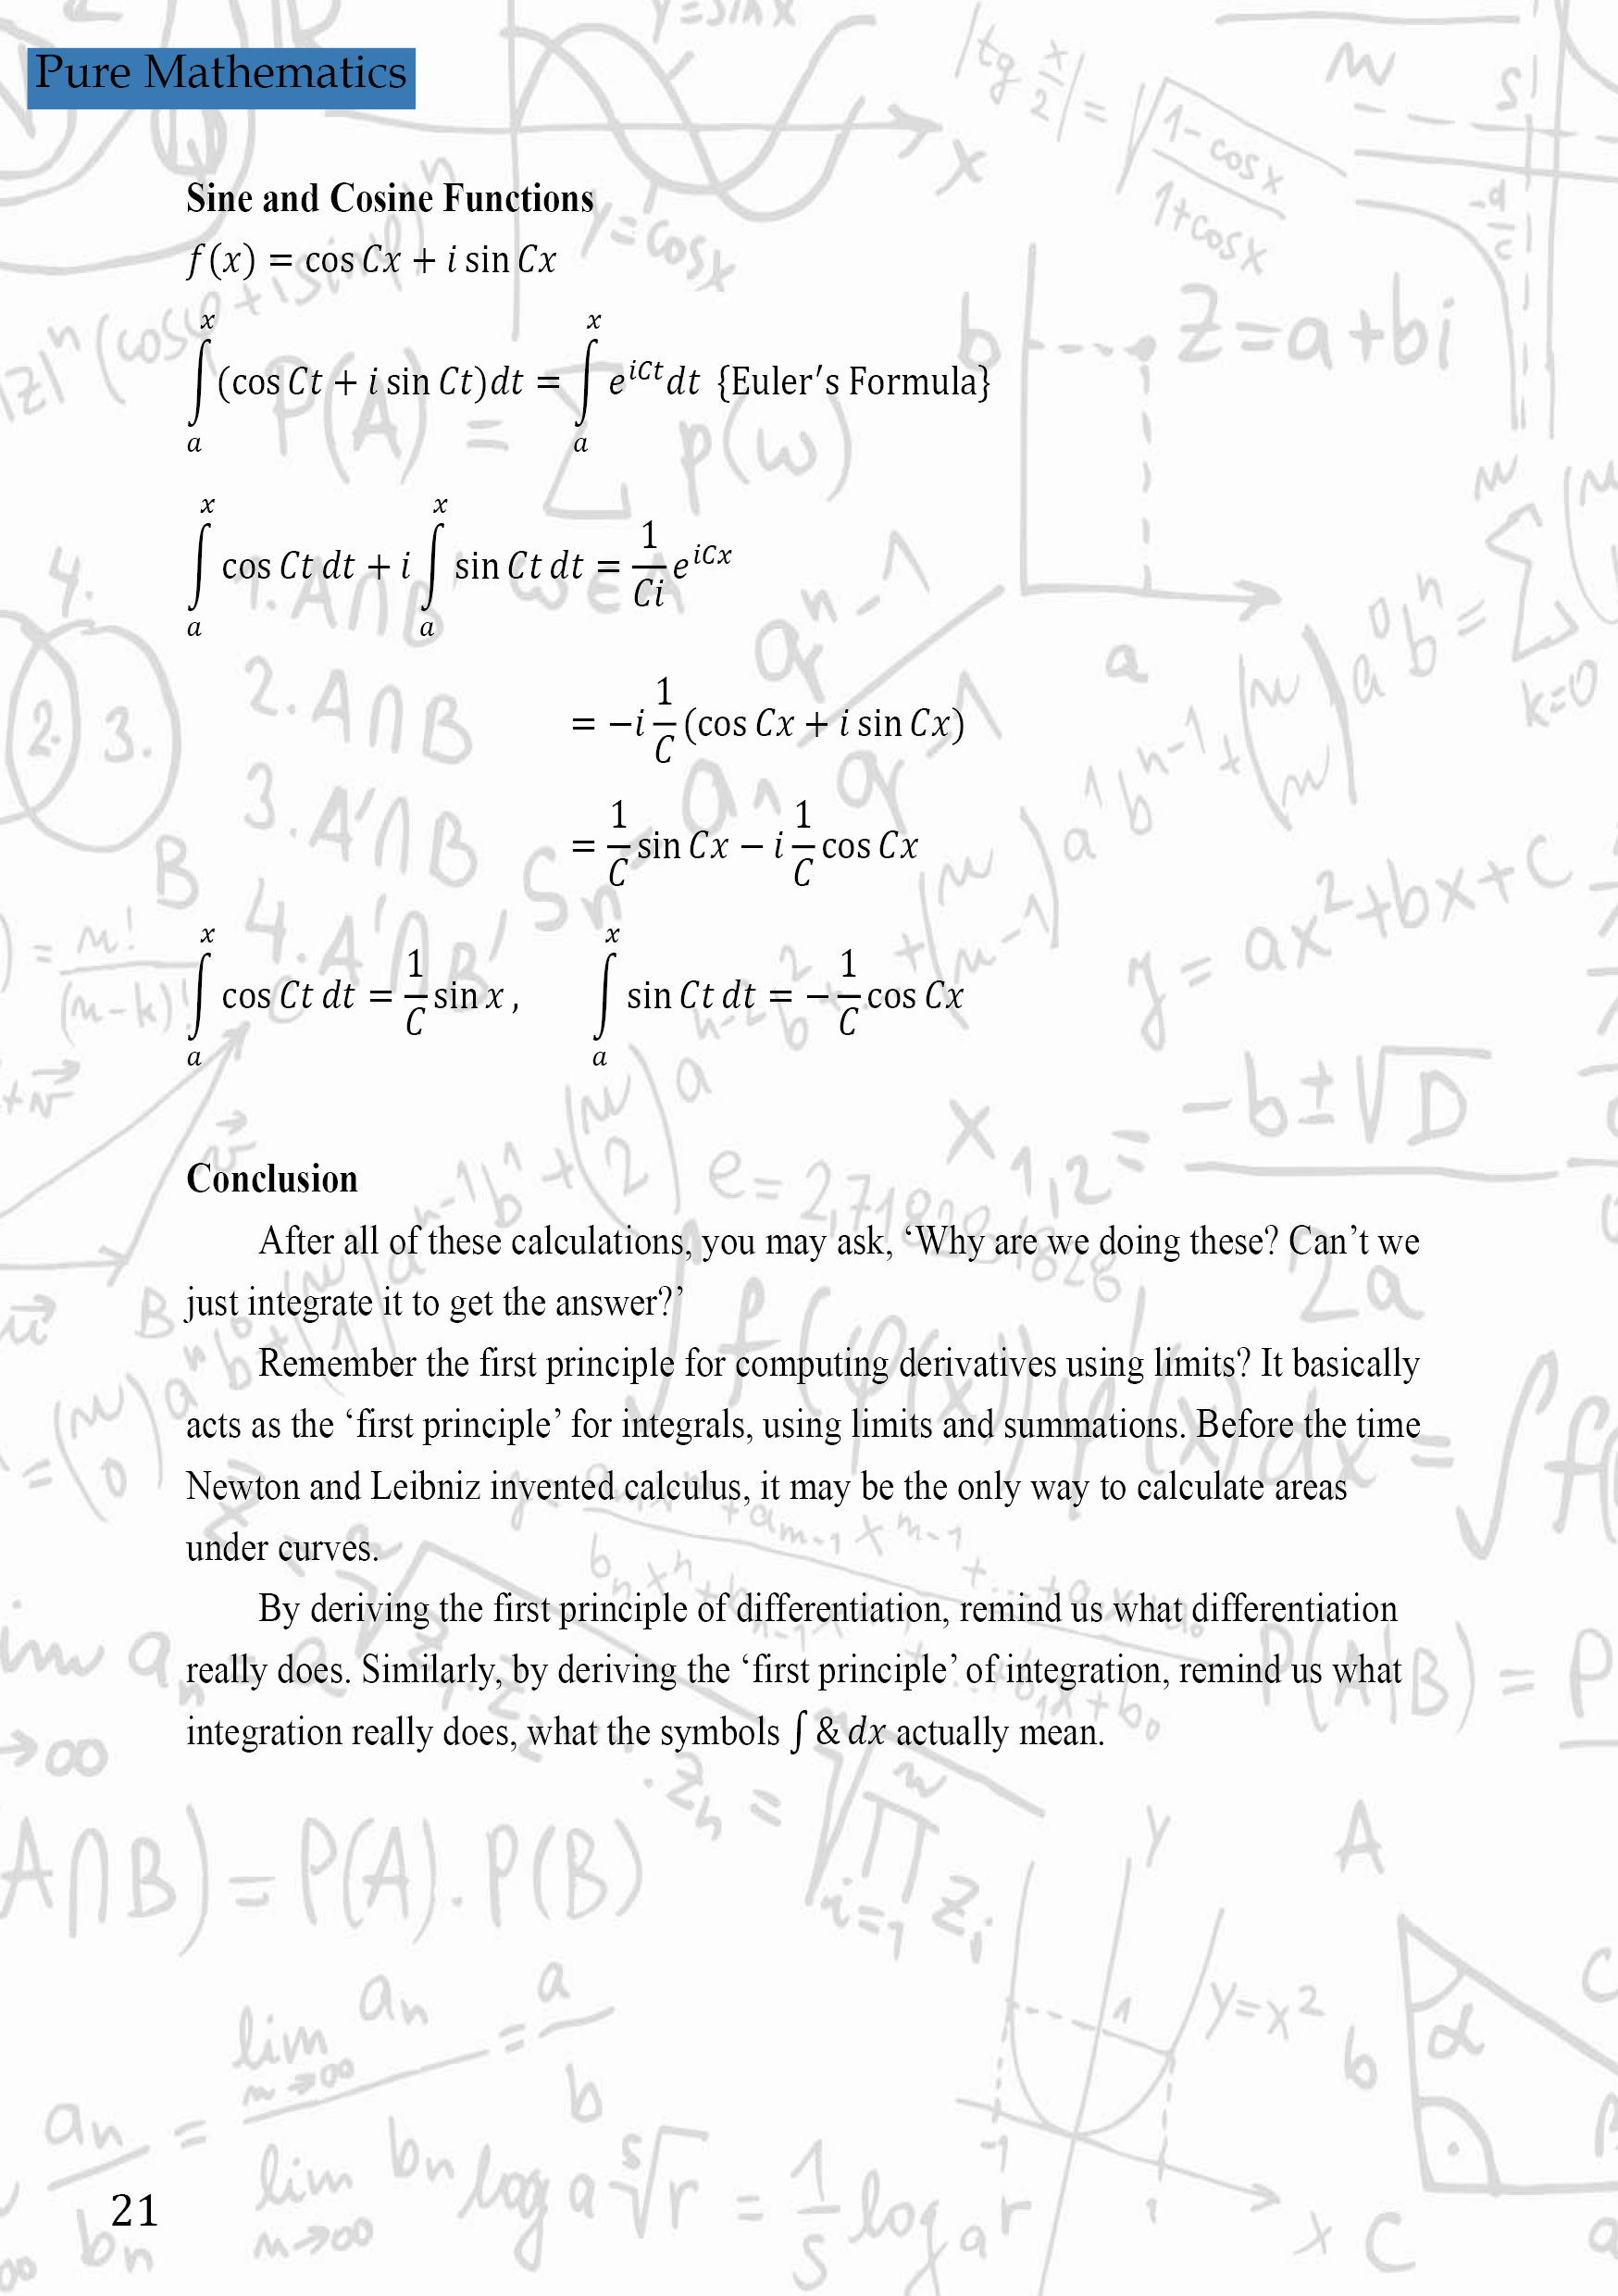 Pure Mathematics
Sine and Cosine Functions
f(x) = cos Cx + i sin Cx
∫ₐˣ (cos Ct + i sin Ct)dt = ∫ₐˣ e^{iCt} dt {Euler′s Formula}
∫ₐˣ cos Ct dt + i ∫ₐˣ sin Ct dt = \frac{1}{Ci} e^{iCx}
= −i \frac{1}{C} (cos Cx + i sin Cx)
= \frac{1}{C} sin Cx − i \frac{1}{C} cos Cx
∫ₐˣ cos Ct dt = \frac{1}{C} sin x , ∫ₐˣ sin Ct dt = − \frac{1}{C} cos Cx
Conclusion
After all of these calculations, you may ask, ‘Why are we doing these? Can’t we
just integrate it to get the answer?’
Remember the first principle for computing derivatives using limits? It basically
acts as the ‘first principle’ for integrals, using limits and summations. Before the time
Newton and Leibniz invented calculus, it may be the only way to calculate areas
under curves.
By deriving the first principle of differentiation, remind us what differentiation
really does. Similarly, by deriving the ‘first principle’ of integration, remind us what
integration really does, what the symbols ∫ & dx actually mean.
21